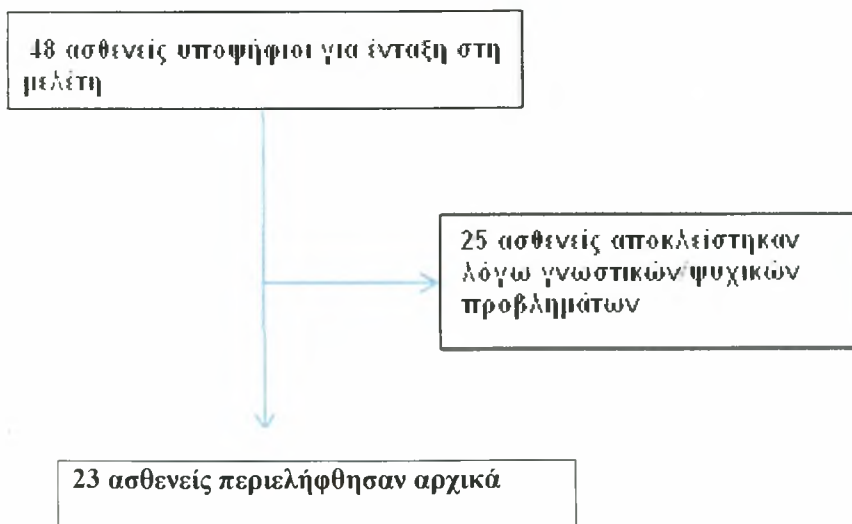 48 ασθενείς υποψήφιοι για ένταξη στη
μελέτη
25 ασθενείς αποκλείστηκαν
λόγω γνωστικών/ψυχικών
προβλημάτων
23 ασθενείς περιελήφθησαν αρχικά